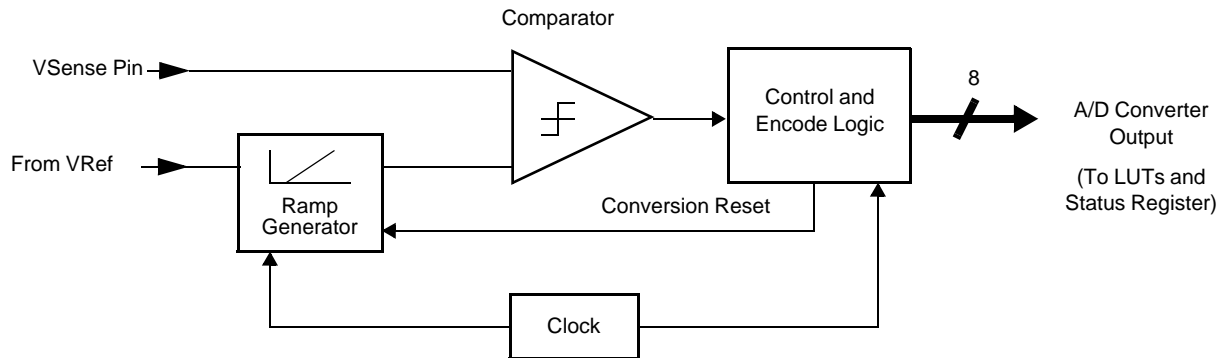 Comparator
VSense Pin
8
Control and
Encode Logic
A/D Converter
Output
From VRef
(To LUTs and
Status Register)
Ramp
Generator
Conversion Reset
Clock